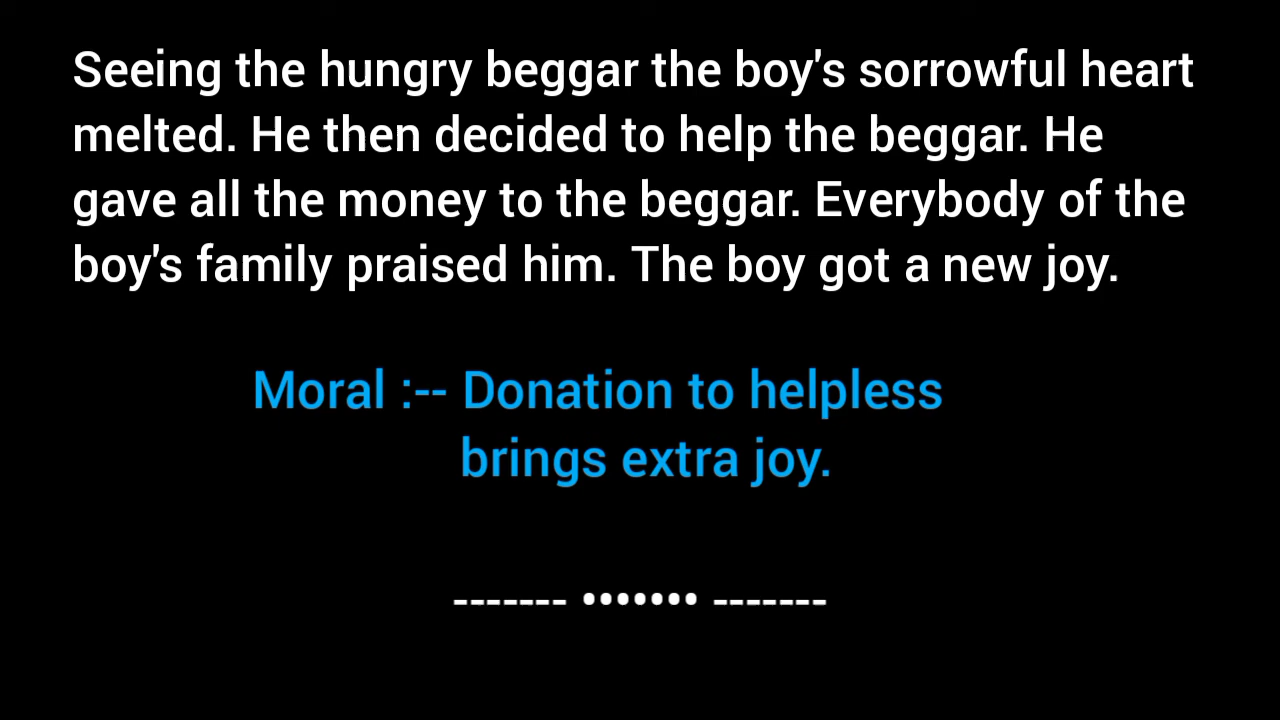 Seeing the hungry beggar the boy's sorrowful heart
melted. He then decided to help the beggar. He
gave all the money to the beggar. Everybody of the
boy's family praised him. The boy got a new joy.
Moral :-- Donation to helpless
brings extra joy.
------- ••••••• -------